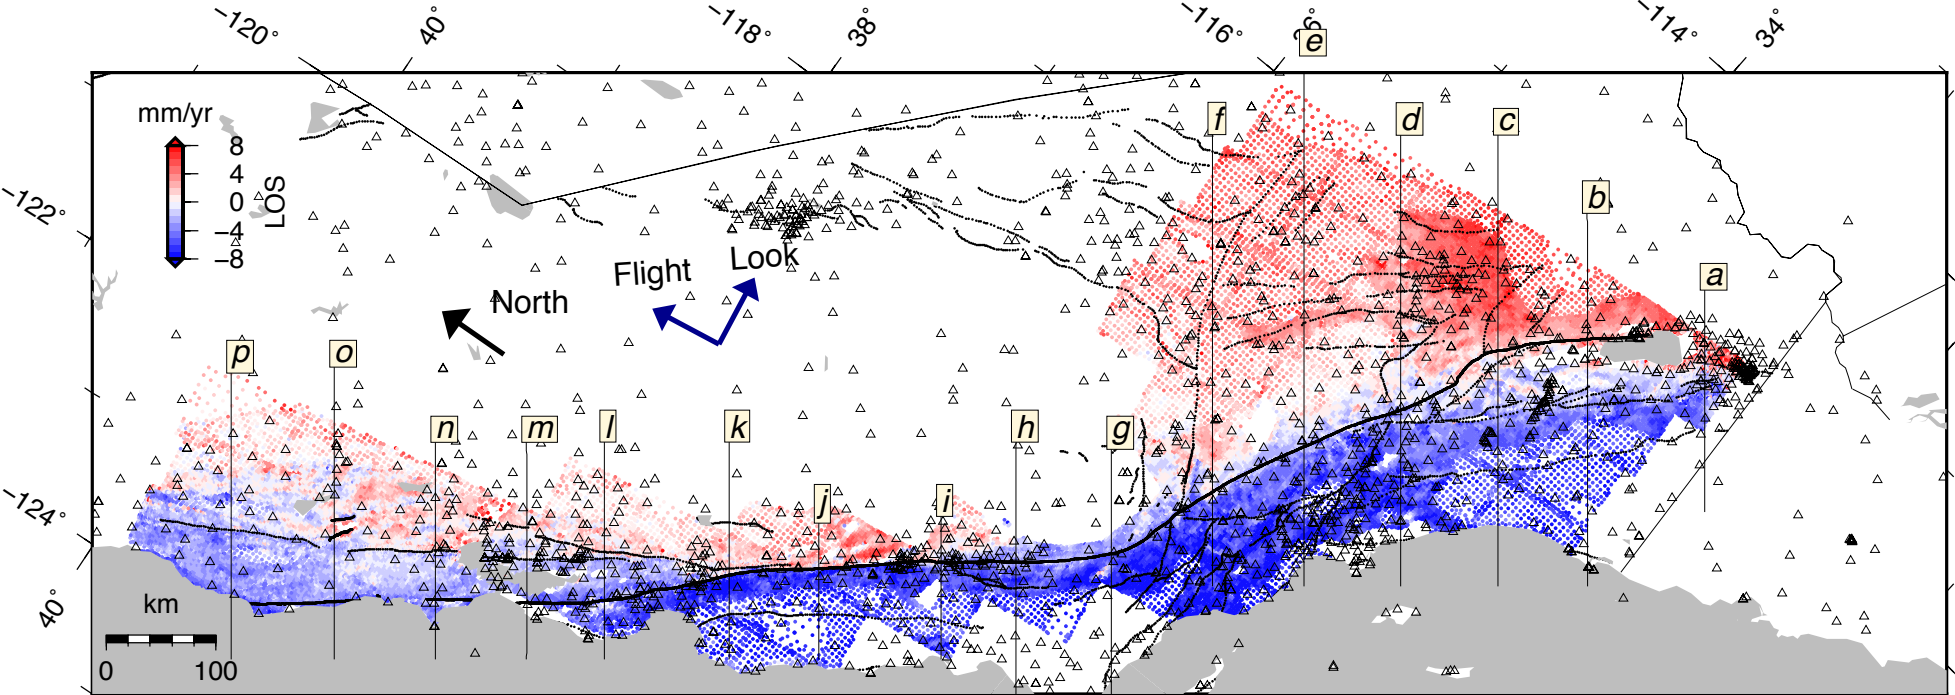 −120°
40°
−118°
38°
−116°
36°
−114°
34°
e
mm/yr
8
4
0
−4
−8
LOS
f
d
c
b
a
−122°
Flight
Look
North
p
o
n
m
l
k
j
i
h
g
−124°
40°
km
0
100